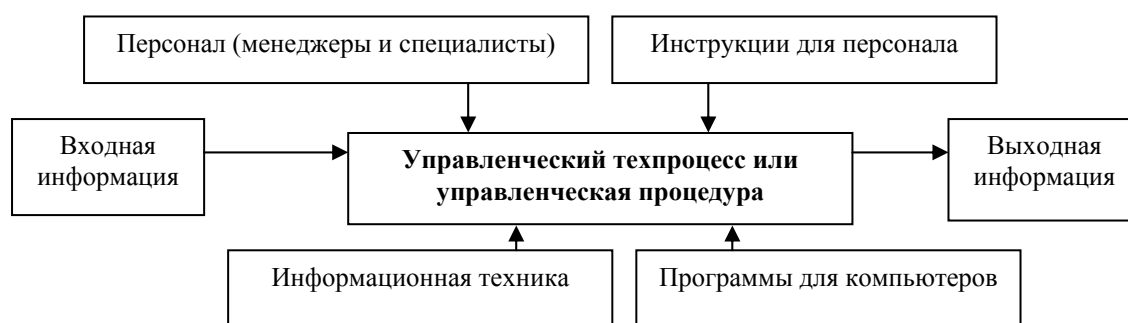 Персонал (менеджеры и специалисты)
Инструкции для персонала
Входная
информация
Управленческий техпроцесс или
управленческая процедура
Выходная
информация
Информационная техника
Программы для компьютеров